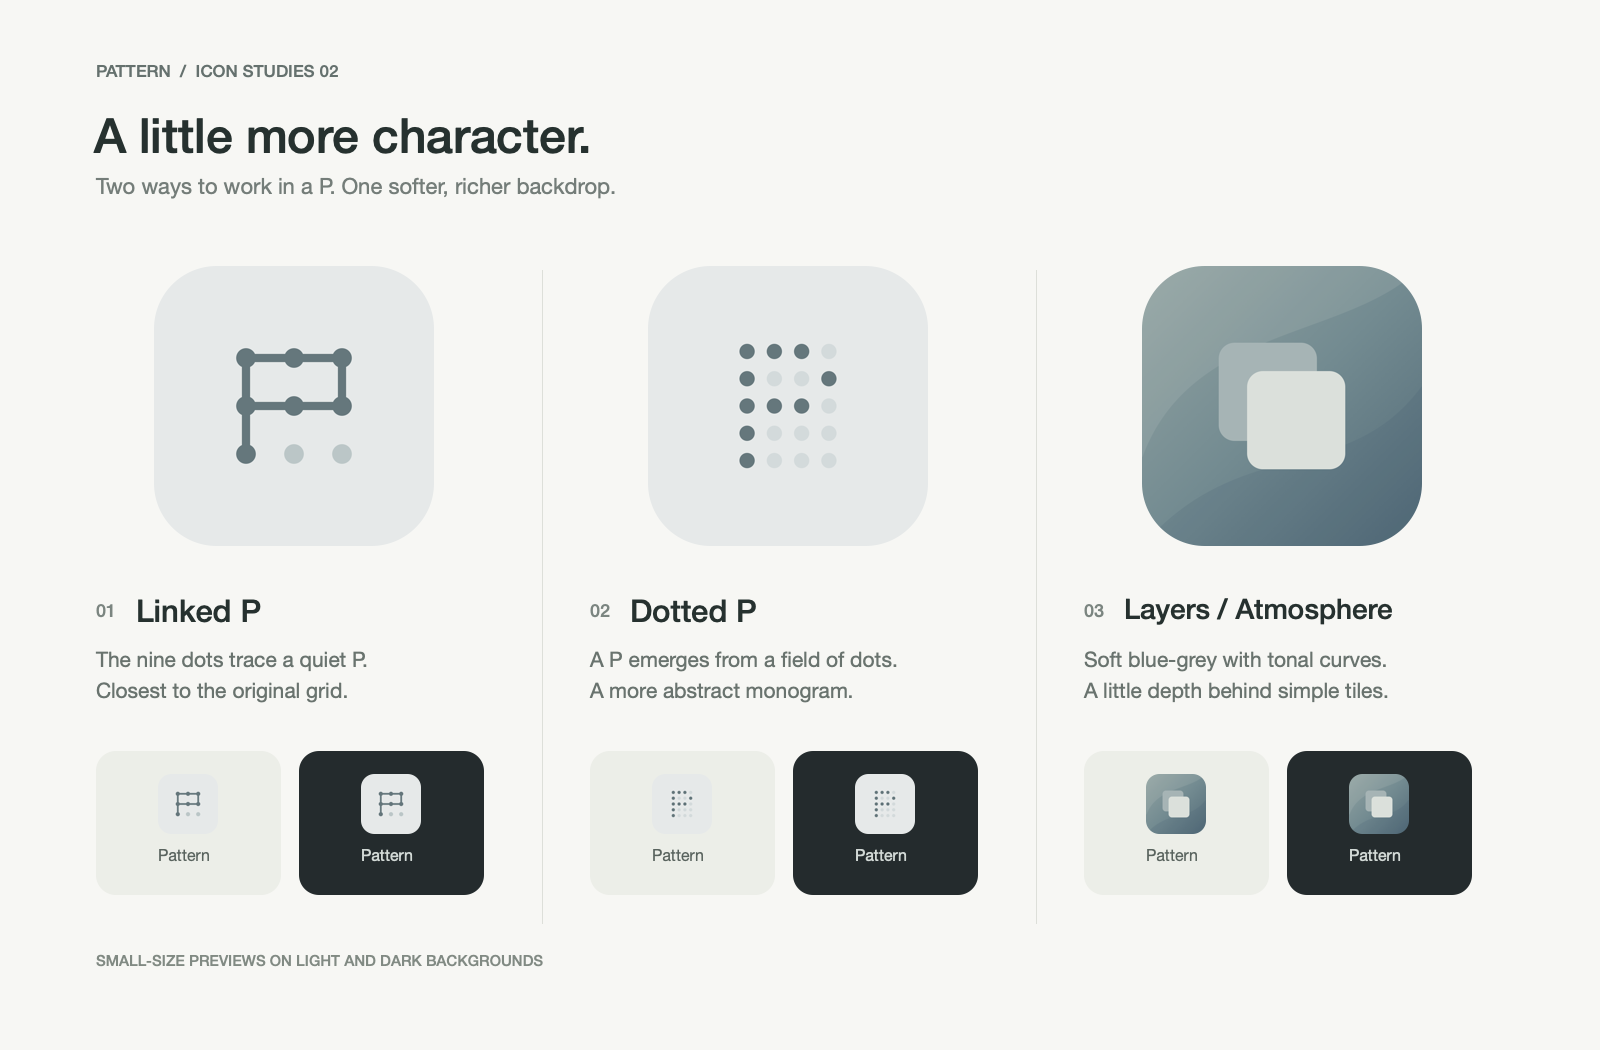 PATTERN / ICON STUDIES 02
A little more character.
Two ways to work in a P. One softer, richer backdrop.
01 Linked P
The nine dots trace a quiet P.
Closest to the original grid.
Pattern
Pattern
02 Dotted P
A P emerges from a field of dots.
A more abstract monogram.
Pattern
Pattern
03 Layers / Atmosphere
Soft blue-grey with tonal curves.
A little depth behind simple tiles.
Pattern
Pattern
SMALL-SIZE PREVIEWS ON LIGHT AND DARK BACKGROUNDS